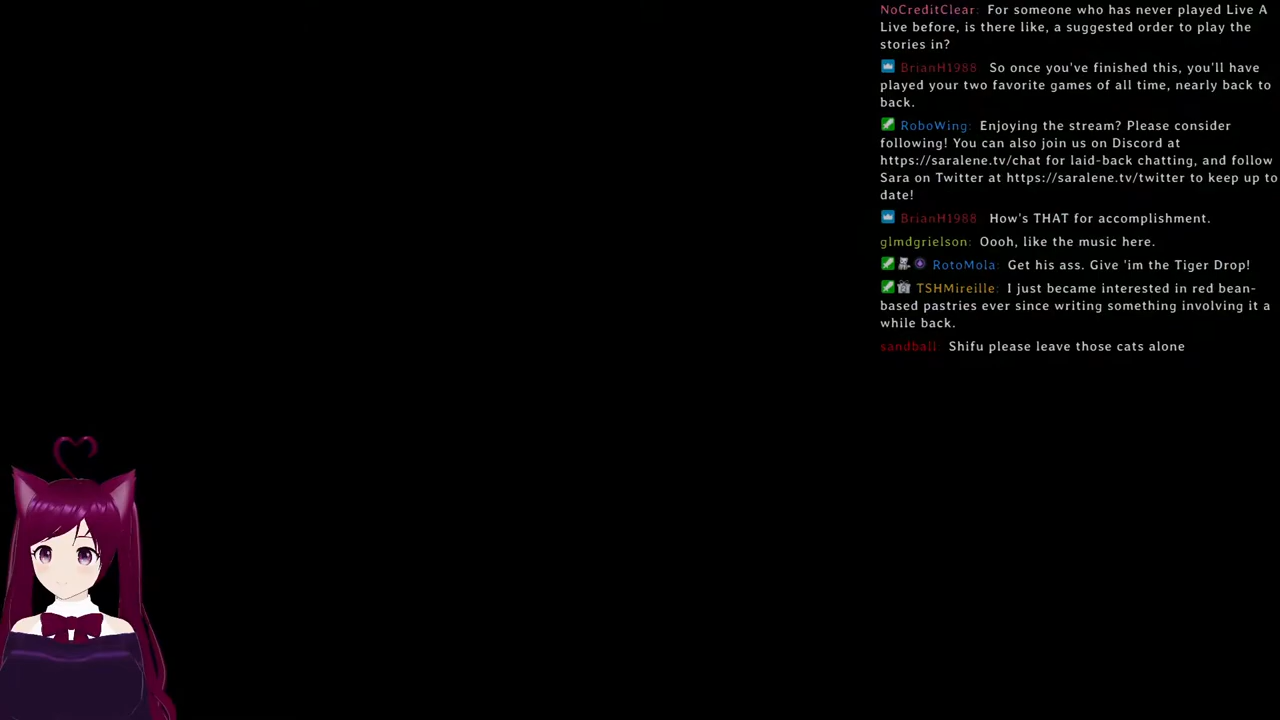 NoCreditClear: For someone who has never played Live A
Live before, is there like, a suggested order to play the
stories in?
BrianH1988 So once you've finished this, you'll have
played your two favorite games of all time, nearly back to
back.
RoboWing: Enjoying the stream? Please consider
following! You can also join us on Discord at
https://saralene.tv/chat for laid-back chatting, and follow
Sara on Twitter at https://saralene.tv/twitter to keep up to
date!
BrianH1988 How's THAT for accomplishment.
glmdgrielson: Oooh, like the music here.
RotoMola: Get his ass. Give 'im the Tiger Drop!
TSHMireille: I just became interested in red bean-
based pastries ever since writing something involving it a
while back.
sandball Shifu please leave those cats alone